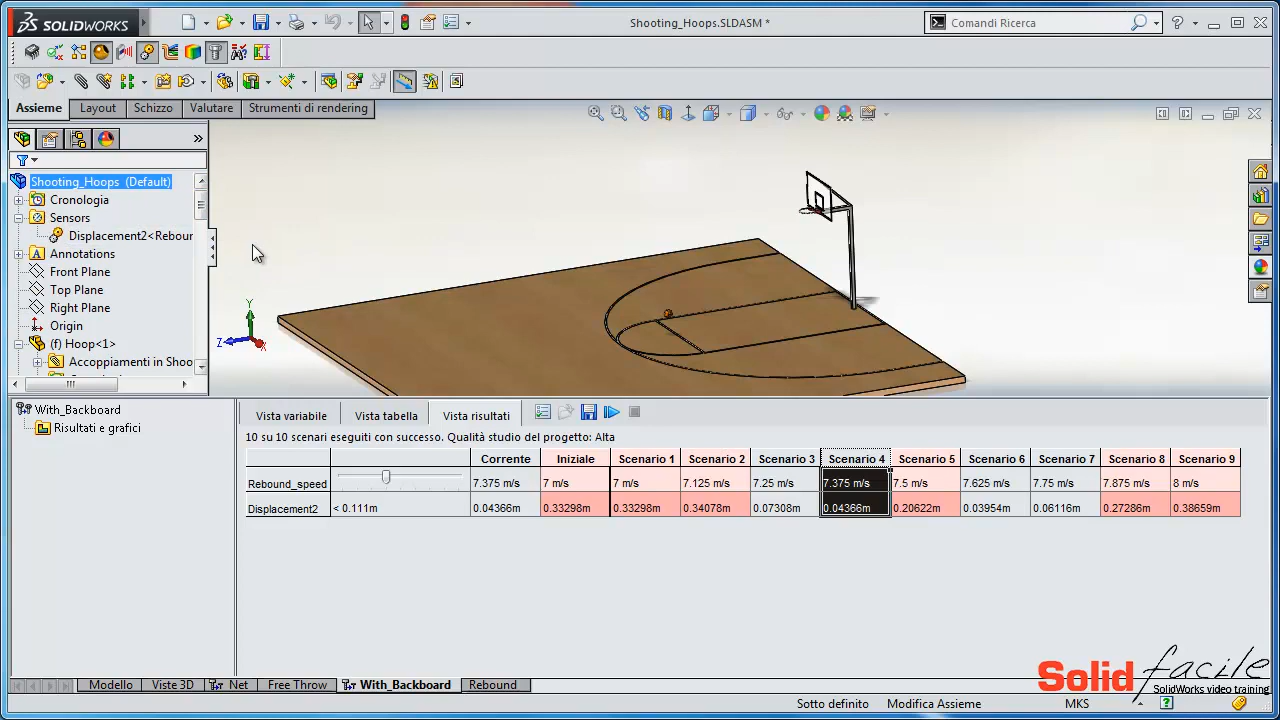 SOLIDWORKS
Shooting_Hoops.SLDASM *
Comandi Ricerca
Assieme
Layout
Schizzo
Valutare
Strumenti di rendering
Shooting_Hoops (Default)
Cronologia
Sensors
Displacement2<Rebour
Annotations
Front Plane
Top Plane
Right Plane
Origin
(f) Hoop<1>
Accoppiamenti in Shoo
Y
Z
X
With_Backboard
Risultati e grafici
Vista variabile
Vista tabella
Vista risultati
10 su 10 scenari eseguiti con successo. Qualità studio del progetto: Alta
Corrente Iniziale Scenario 1 Scenario 2 Scenario 3 Scenario 4 Scenario 5 Scenario 6 Scenario 7 Scenario 8 Scenario 9
Rebound_speed 7.375 m/s 7 m/s 7 m/s 7.125 m/s 7.25 m/s 7.375 m/s 7.5 m/s 7.625 m/s 7.75 m/s 7.875 m/s 8 m/s
Displacement2 < 0.111m 0.04366m 0.33298m 0.33298m 0.34078m 0.07308m 0.04366m 0.20622m 0.03954m 0.06116m 0.27286m 0.38659m
Modello
Viste 3D
Net
Free Throw
With_Backboard
Rebound
Solid facile
SolidWorks video training
Sotto definito
Modifica Assieme
MKS